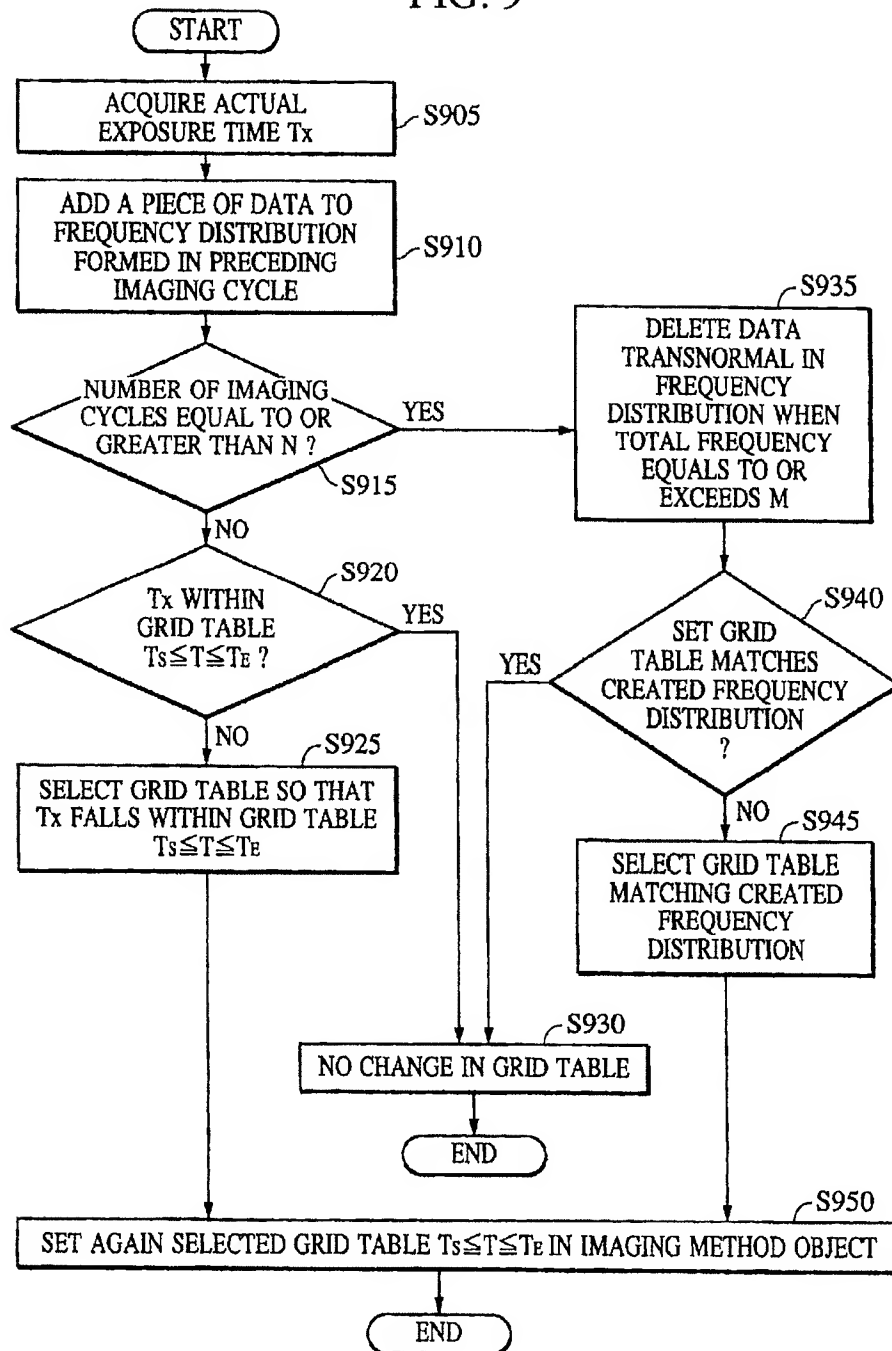 FIG. 9
START
ACQUIRE ACTUAL
EXPOSURE TIME Tx
S905
ADD A PIECE OF DATA TO
FREQUENCY DISTRIBUTION
FORMED IN PRECEDING
IMAGING CYCLE
S910
NUMBER OF IMAGING
CYCLES EQUAL TO OR
GREATER THAN N ?
YES
S915
NO
S935
DELETE DATA
TRANSNORMAL IN
FREQUENCY
DISTRIBUTION WHEN
TOTAL FREQUENCY
EQUALS TO OR
EXCEEDS M
S920
Tx WITHIN
GRID TABLE
Ts≦T≦TE ?
YES
NO
S940
SET GRID
TABLE MATCHES
CREATED FREQUENCY
DISTRIBUTION
?
YES
NO
S925
SELECT GRID TABLE SO THAT
Tx FALLS WITHIN GRID TABLE
Ts≦T≦TE
S945
SELECT GRID TABLE
MATCHING CREATED
FREQUENCY
DISTRIBUTION
S930
NO CHANGE IN GRID TABLE
END
S950
SET AGAIN SELECTED GRID TABLE Ts≦T≦TE IN IMAGING METHOD OBJECT
END